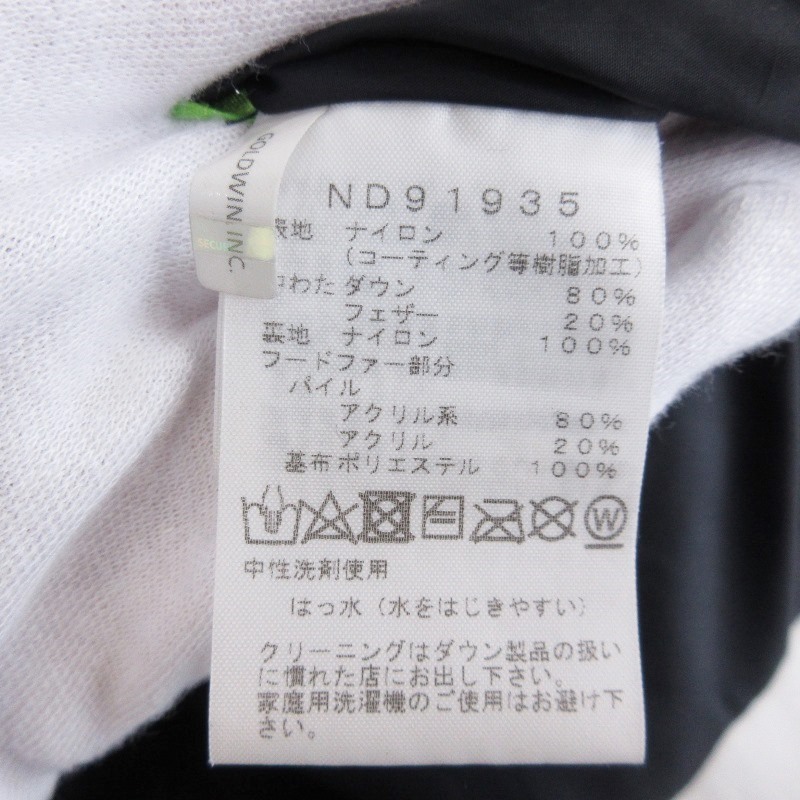 GOLDWIN INC.
ND91935
地 ナイロン 100%
(コーティング等樹脂加工)
わた ダウン 80%
フェザー 20%
裏地 ナイロン 100%
フードファー部分
パイル
アクリル系 80%
アクリル 20%
基布 ポリエステル 100%
W
中性洗剤使用
はっ水(水をはじきやすい)
クリーニングはダウン製品の扱い
に慣れた店にお出し下さい。
家庭用洗濯機のご使用はお避け下
さい。